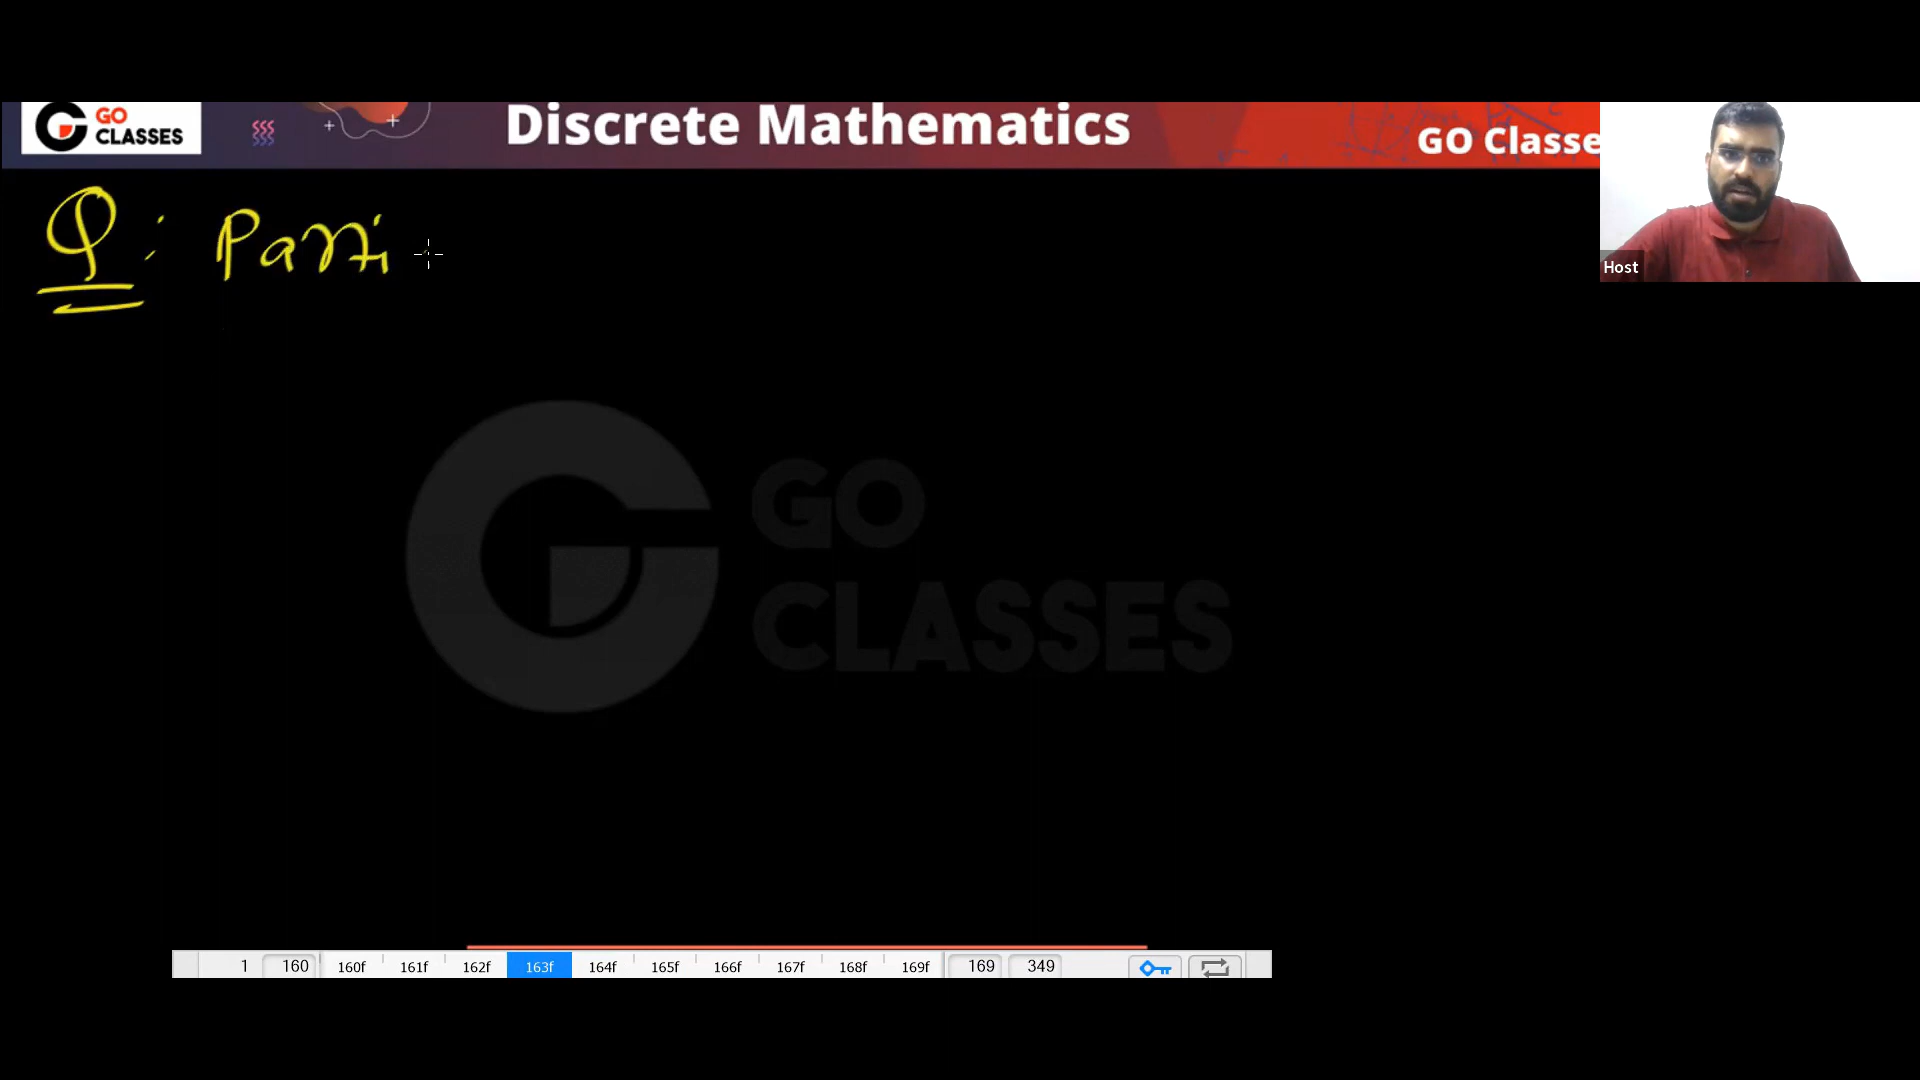 GO
CLASSES
Discrete Mathematics
GO Classe
Host
Q : Parti
GO
CLASSES
1 160 160f 161f 162f 163f 164f 165f 166f 167f 168f 169f 169 349